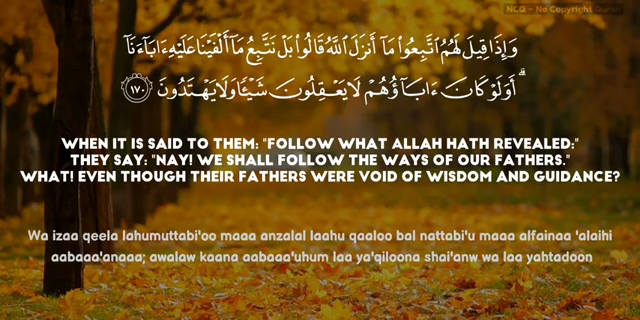 NCQ - No Copyright Quran
وَإِذَا قِيلَ لَهُمُ ٱتَّبِعُوا۟ مَآ أَنزَلَ ٱللَّهُ قَالُوا۟ بَلْ نَتَّبِعُ مَآ أَلْفَيْنَا عَلَيْهِ ءَابَآءَنَآ
أَوَلَوْ كَانَ ءَابَآؤُهُمْ لَا يَعْقِلُونَ شَيْـًٔا وَلَا يَهْتَدُونَ ١٧٠
WHEN IT IS SAID TO THEM: "FOLLOW WHAT ALLAH HATH REVEALED:"
THEY SAY: "NAY! WE SHALL FOLLOW THE WAYS OF OUR FATHERS."
WHAT! EVEN THOUGH THEIR FATHERS WERE VOID OF WISDOM AND GUIDANCE?
Wa izaa qeela lahumuttabi'oo maaa anzalal laahu qaaloo bal nattabi'u maaa alfainaa 'alaihi
aabaaa'anaaa; awalaw kaana aabaaa'uhum laa ya'qiloona shai'anw wa laa yahtadoon